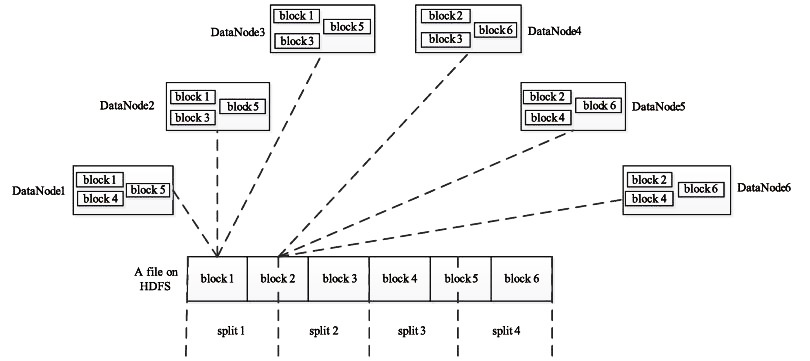 DataNode3
block 1
block 3
block 5
block 2
block 3
block 6
DataNode4
DataNode2
block 1
block 3
block 5
block 2
block 4
block 6
DataNode5
DataNode1
block 1
block 4
block 5
block 2
block 4
block 6
DataNode6
A file on
HDFS
block 1
block 2
block 3
block 4
block 5
block 6
split 1
split 2
split 3
split 4